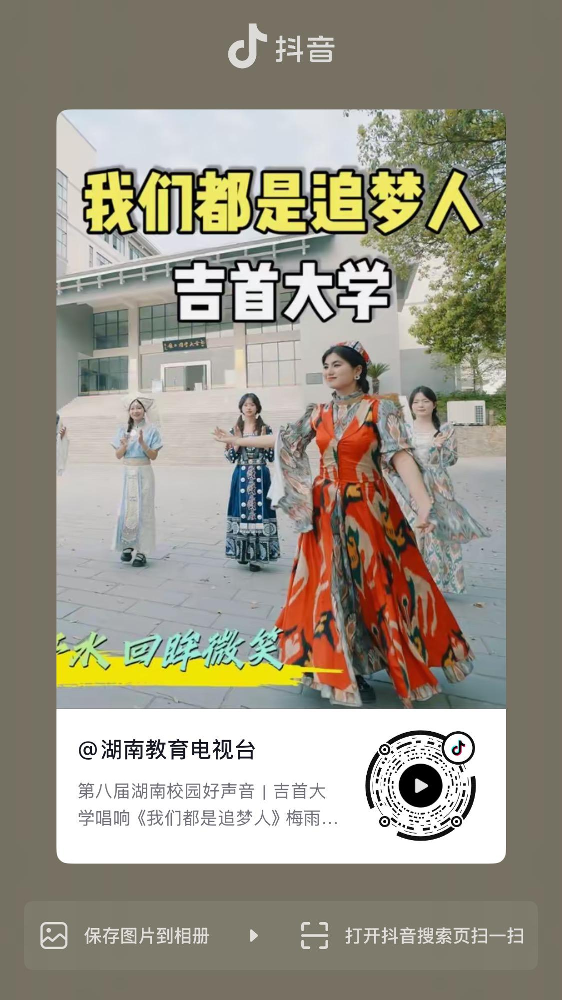 抖音
我们都是追梦人
吉首大学
水 回眸微笑
@湖南教育电视台
第八届湖南校园好声音 | 吉首大
学唱响《我们都是追梦人》梅雨...
保存图片到相册
打开抖音搜索页扫一扫